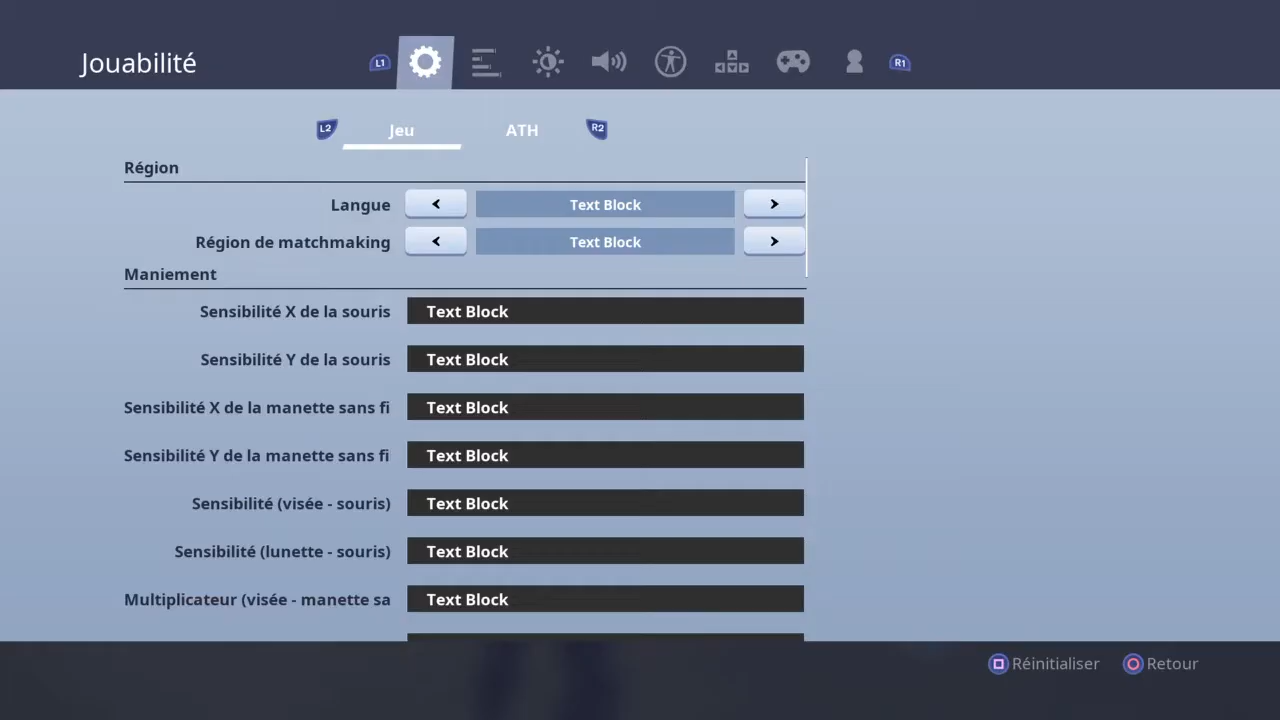 Jouabilité
L1
R1
L2
Jeu
ATH
R2
Région
Langue
Text Block
Région de matchmaking
Text Block
Maniement
Sensibilité X de la souris
Text Block
Sensibilité Y de la souris
Text Block
Sensibilité X de la manette sans fi
Text Block
Sensibilité Y de la manette sans fi
Text Block
Sensibilité (visée - souris)
Text Block
Sensibilité (lunette - souris)
Text Block
Multiplicateur (visée - manette sa
Text Block
Réinitialiser
Retour